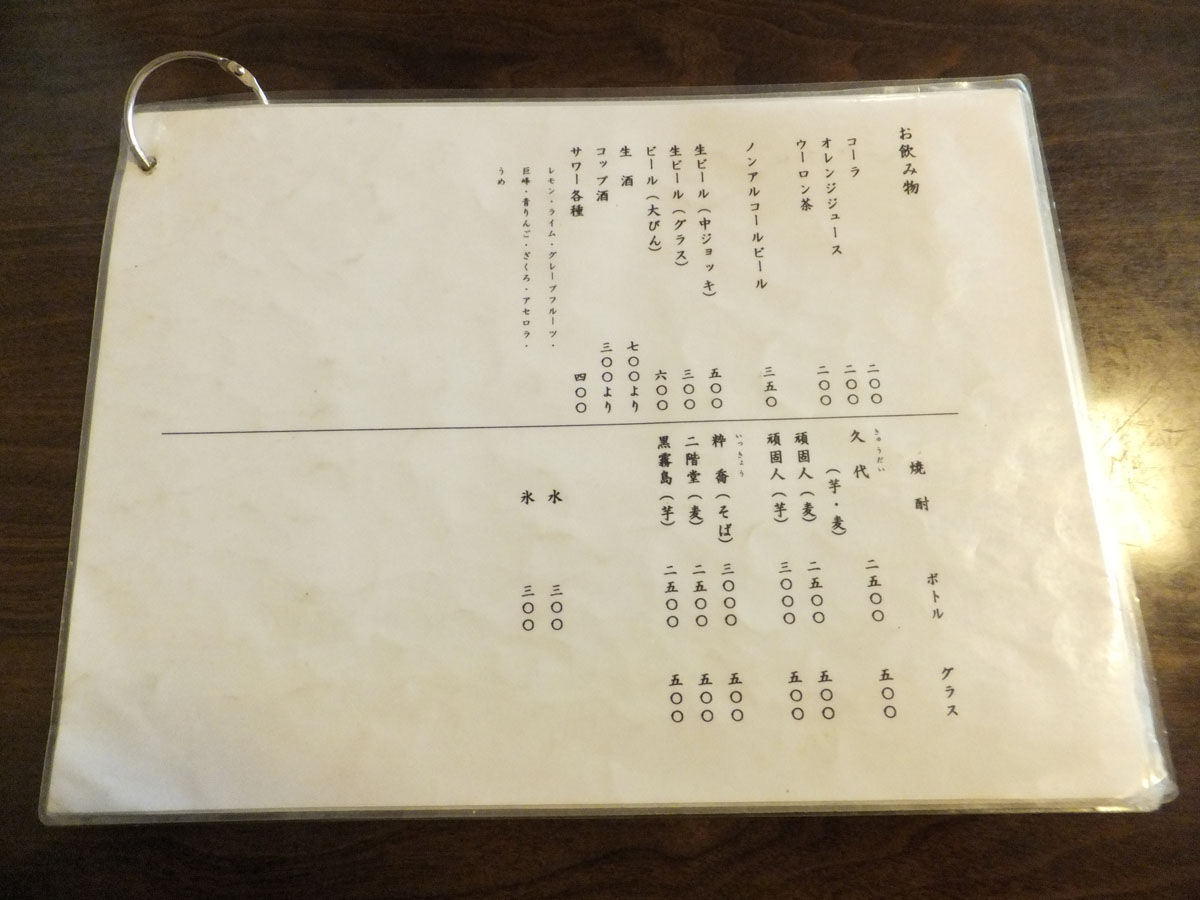 お飲み物
コーラ 二〇〇
オレンジジュース 二〇〇
ウーロン茶 二〇〇
ノンアルコールビール 三五〇
生ビール(中ジョッキ) 五〇〇
生ビール(グラス) 三〇〇
ビール(大びん) 六〇〇
生酒 七〇〇より
コップ酒 三〇〇より
サワー各種 四〇〇
レモン・ライム・グレープフルーツ・
巨峰・青りんご・ざくろ・アセロラ・
うめ
焼酎 ボトル グラス
きゅうだい
久代
(芋・麦) 二五〇〇 五〇〇
頑固人(麦) 二五〇〇 五〇〇
頑固人(芋) 三〇〇〇 五〇〇
いっきょう
粋喬(そば) 三〇〇〇 五〇〇
二階堂(麦) 二五〇〇 五〇〇
黒霧島(芋) 二五〇〇 五〇〇
水 三〇〇
氷 三〇〇